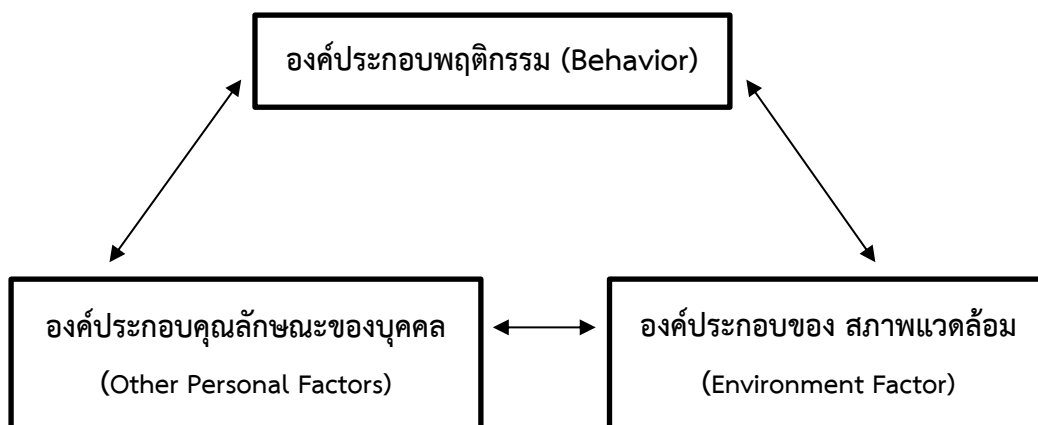 องค์ประกอบพฤติกรรม (Behavior)
องค์ประกอบคุณลักษณะของบุคคล
(Other Personal Factors)
องค์ประกอบของ สภาพแวดล้อม
(Environment Factor)